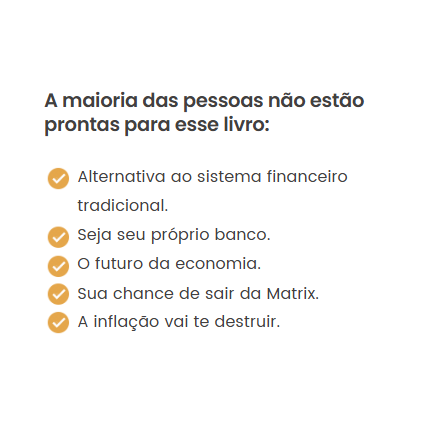 A maioria das pessoas não estão
prontas para esse livro:
Alternativa ao sistema financeiro
tradicional.
Seja seu próprio banco.
O futuro da economia.
Sua chance de sair da Matrix.
A inflação vai te destruir.